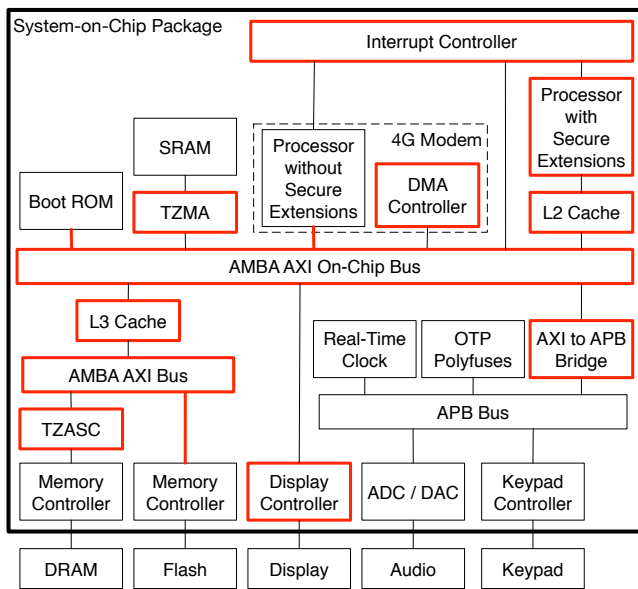 System-on-Chip Package
Interrupt Controller
Processor
with
Secure
Extensions
4G Modem
Processor
without
Secure
Extensions
DMA
Controller
SRAM
TZMA
Boot ROM
L2 Cache
AMBA AXI On-Chip Bus
L3 Cache
Real-Time
Clock
OTP
Polyfuses
AXI to APB
Bridge
AMBA AXI Bus
APB Bus
TZASC
Memory
Controller
Memory
Controller
Display
Controller
ADC / DAC
Keypad
Controller
DRAM
Flash
Display
Audio
Keypad